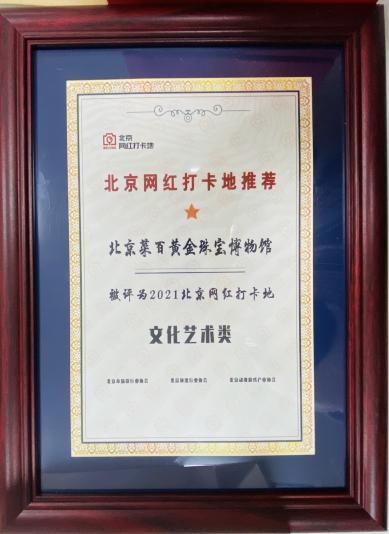 北京
网红打卡地
北京网红打卡地推荐
北京菜百黄金珠宝博物馆
被评为2021北京网红打卡地
文化艺术类